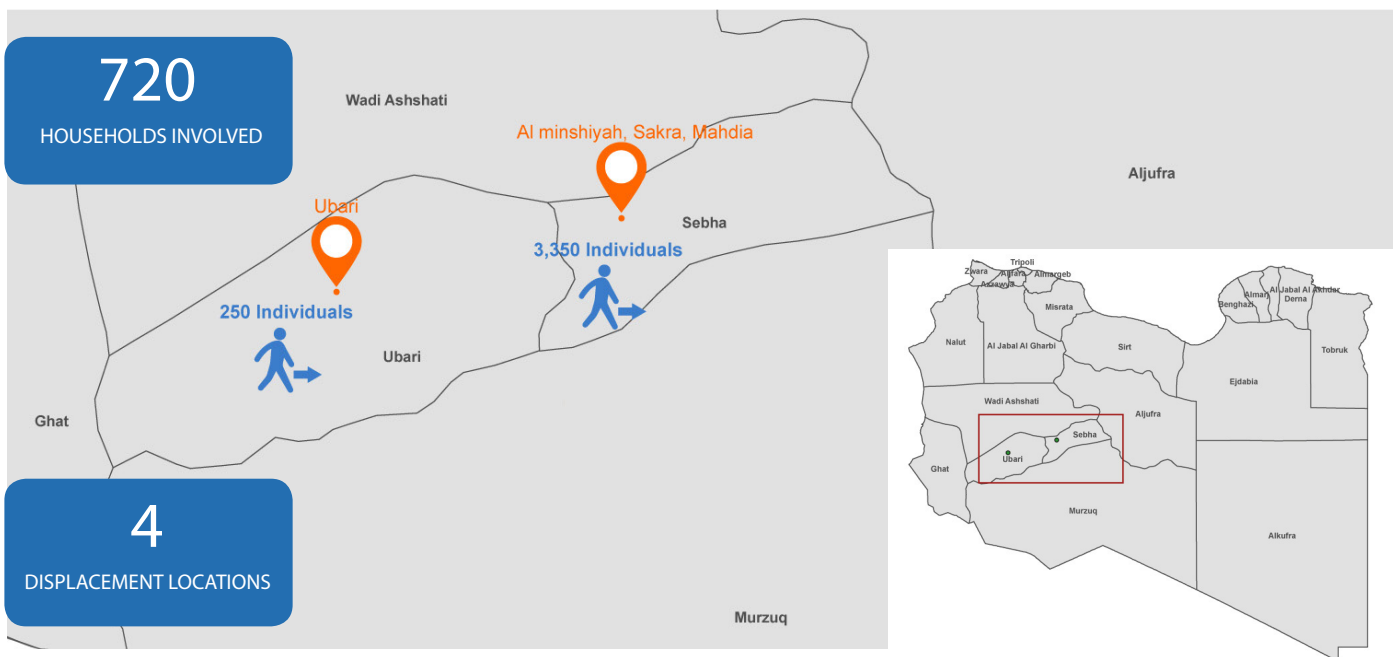 720
HOUSEHOLDS INVOLVED
Wadi Ashshati
Al minshiyah, Sakra, Mahdia
Aljufra
Ubari
Sebha
3,350 Individuals
250 Individuals
Ubari
Ghat
4
DISPLACEMENT LOCATIONS
Murzuq
Tripoli
Zwara
Aljfara
Almargeb
Azzawya
Misrata
Nalut
Al Jabal Al Gharbi
Sirt
Benghazi
Almarj
Al Jabal Al Akhdar
Derna
Tobruk
Ejdabia
Wadi Ashshati
Aljufra
Sebha
Ubari
Ghat
Murzuq
Alkufra